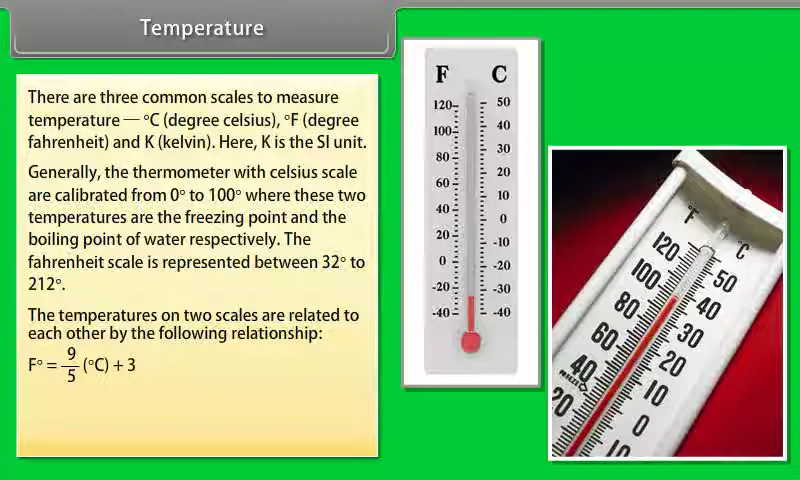 Temperature
There are three common scales to measure
temperature — °C (degree celsius), °F (degree
fahrenheit) and K (kelvin). Here, K is the SI unit.
Generally, the thermometer with celsius scale
are calibrated from 0° to 100° where these two
temperatures are the freezing point and the
boiling point of water respectively. The
fahrenheit scale is represented between 32° to
212°.
The temperatures on two scales are related to
each other by the following relationship:
F° = 9/5 (°C) + 3
F C
120 50
100 40
80 30
60 20
40 10
20 0
0 -10
-20 -20
-40 -30
-40
°F °C
120 50
100 40
80 30
60 20
40 10
20 0